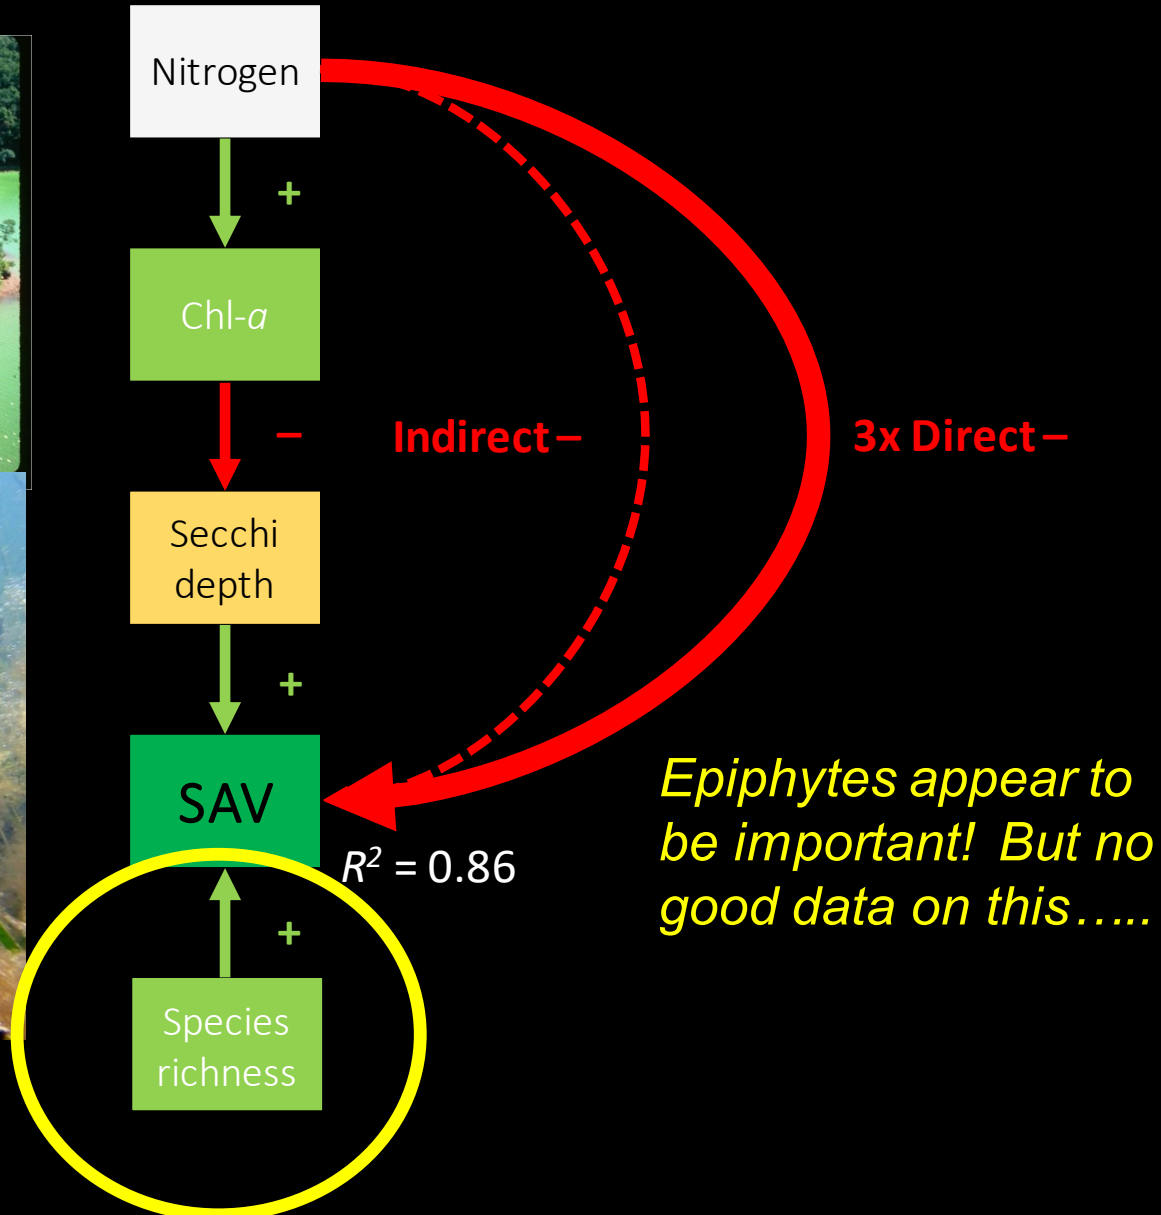 Nitrogen
+
Chl-a
–
Indirect –
3x Direct –
Secchi
depth
+
SAV
R² = 0.86
Epiphytes appear to
be important! But no
good data on this…..
+
Species
richness